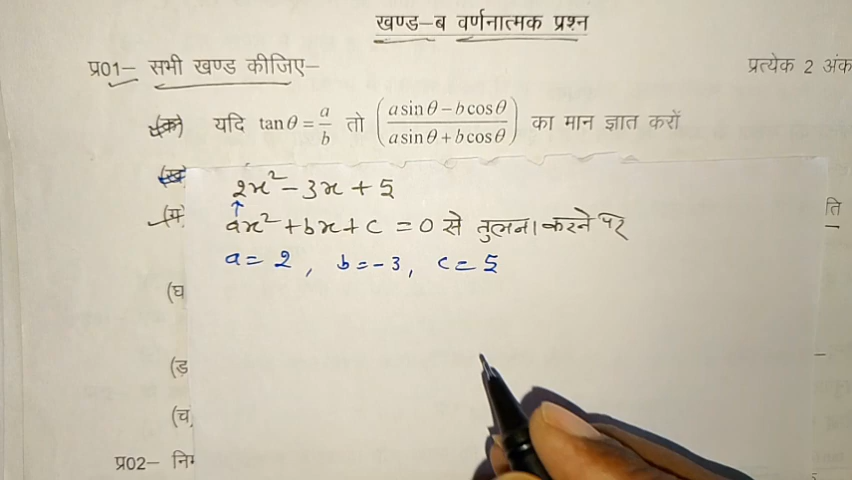 खण्ड–ब वर्णनात्मक प्रश्न
प्र01– सभी खण्ड कीजिए– प्रत्येक 2 अंक
(क) यदि tanθ = a/b तो ((a sinθ − b cosθ)/(a sinθ + b cosθ)) का मान ज्ञात करों
(ख
2x² − 3x + 5
(ग) ति
ax² + bx + c = 0 से तुलना करने पर
a = 2, b = −3, c = 5
(घ
(ड़
(च)
प्र02–